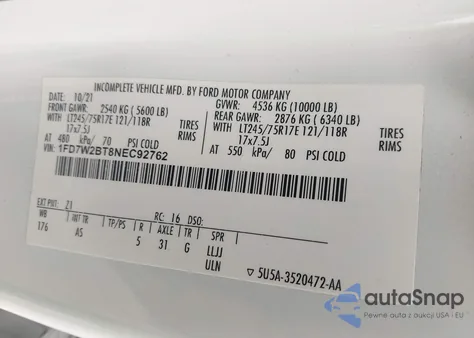 INCOMPLETE VEHICLE MFD. BY FORD MOTOR COMPANY
DATE: 10/21 GVWR: 4536 KG (10000 LB)
FRONT GAWR: 2540 KG ( 5600 LB) REAR GAWR: 2876 KG ( 6340 LB)
WITH LT245/75R17E 121/118R TIRES WITH LT245/75R17E 121/118R TIRES
17x7.5J 17x7.5J
AT 480 kPa/ 70 PSI COLD AT 550 kPa/ 80 PSI COLD
VIN: 1FD7W2BT8NEC92762
EXT PNT: Z1 RC: 16 DSO:
WB INT TR TP/PS R AXLE TR SPR
176 AS 5 31 G LLJJ
ULN
▽ 5U5A-3520472-AA
autoSnap
Pewne auta z aukcji USA i EU